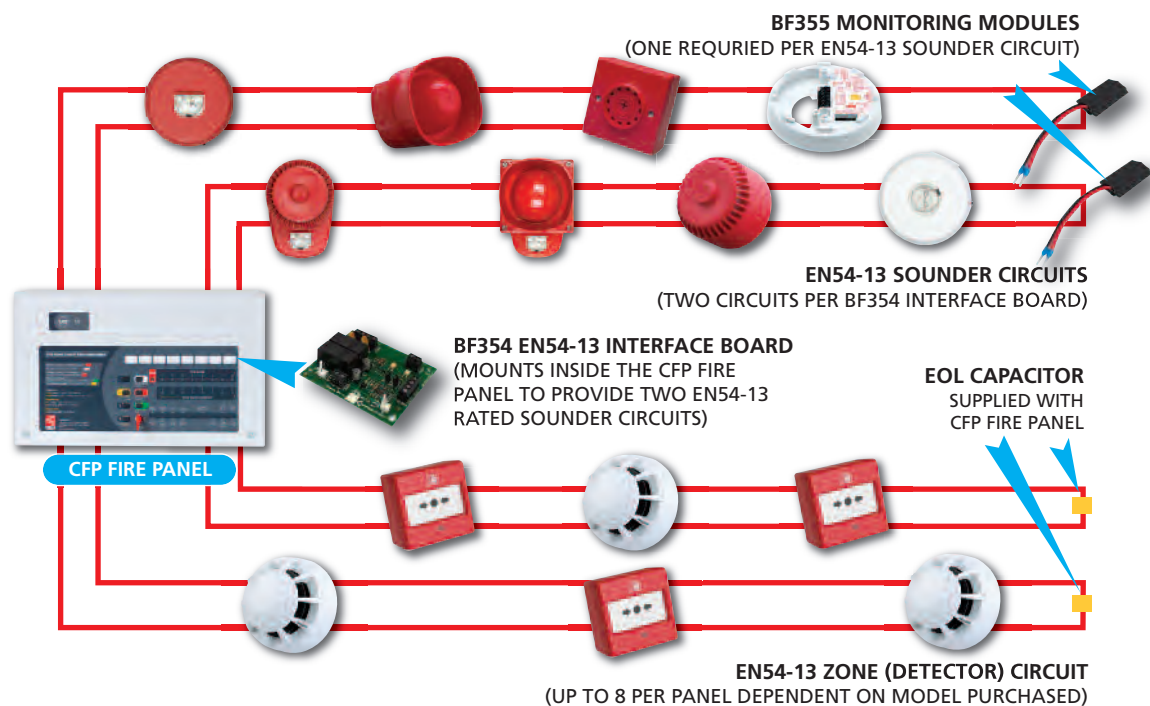 BF355 MONITORING MODULES
(ONE REQURIED PER EN54-13 SOUNDER CIRCUIT)
EN54-13 SOUNDER CIRCUITS
(TWO CIRCUITS PER BF354 INTERFACE BOARD)
BF354 EN54-13 INTERFACE BOARD
(MOUNTS INSIDE THE CFP FIRE
PANEL TO PROVIDE TWO EN54-13
RATED SOUNDER CIRCUITS)
EOL CAPACITOR
SUPPLIED WITH
CFP FIRE PANEL
CFP FIRE PANEL
EN54-13 ZONE (DETECTOR) CIRCUIT
(UP TO 8 PER PANEL DEPENDENT ON MODEL PURCHASED)